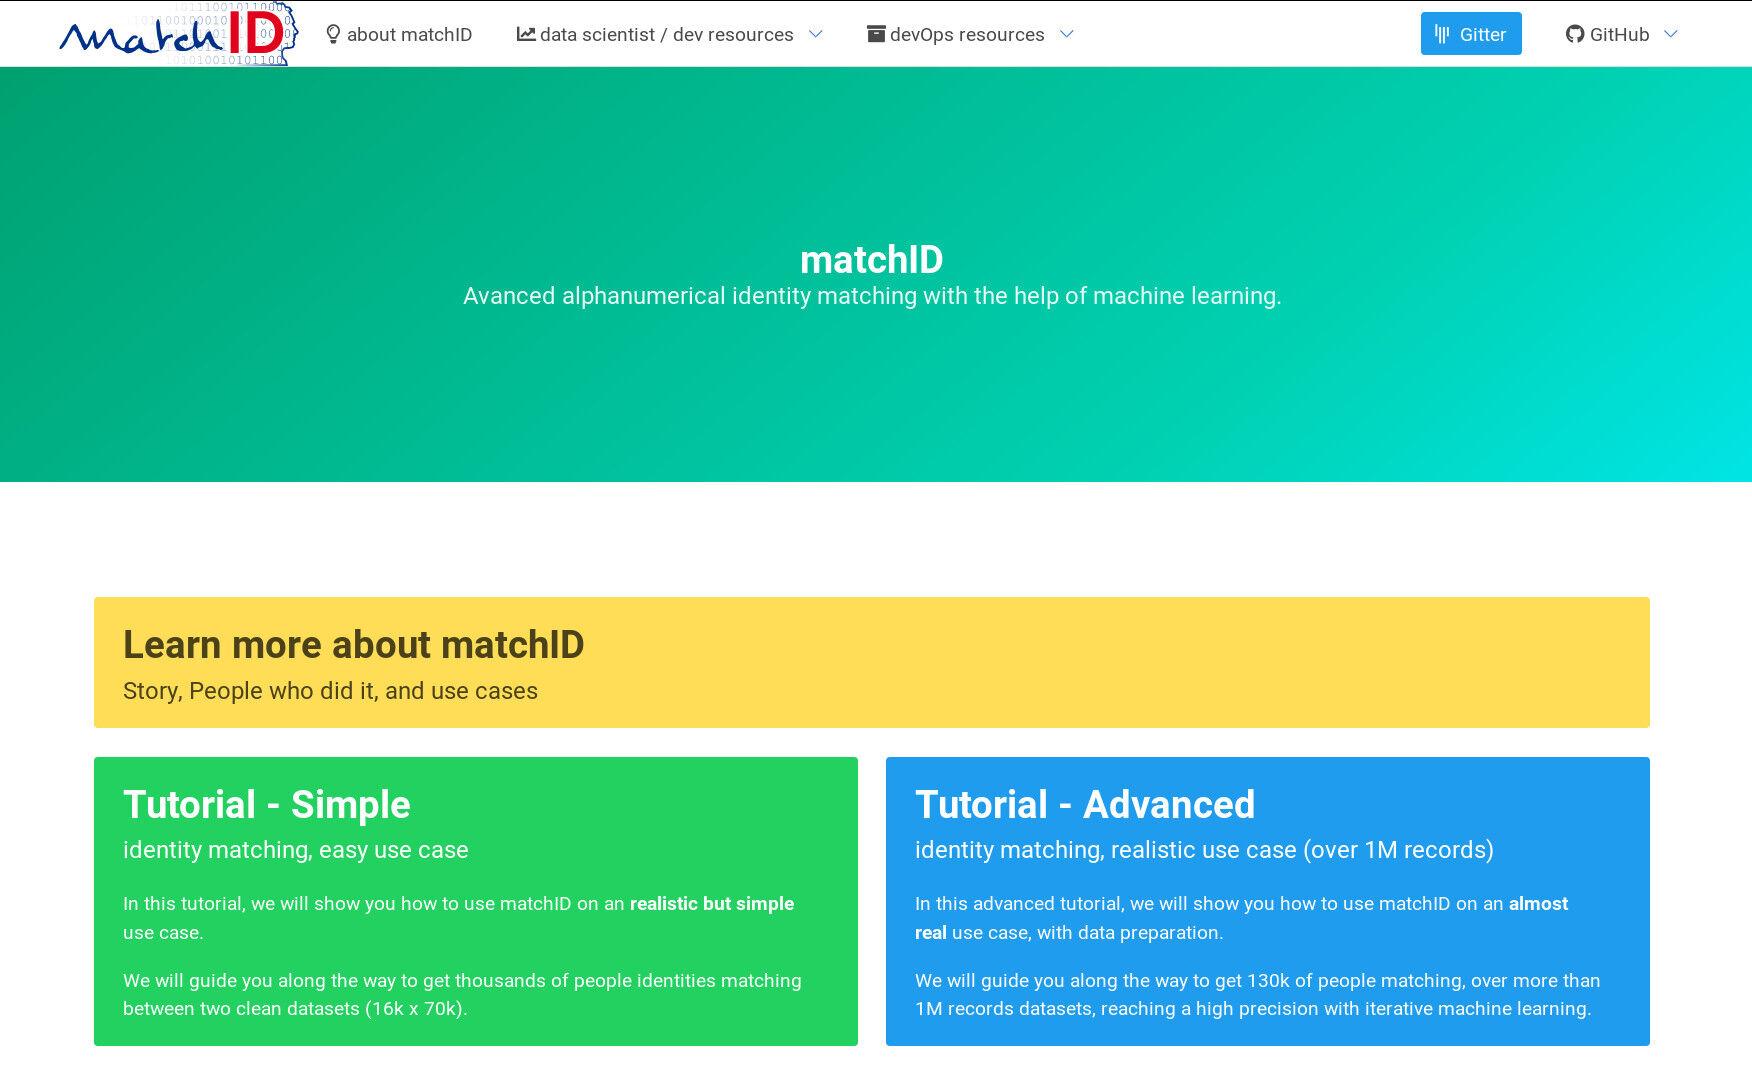 matchID
about matchID
data scientist / dev resources
devOps resources
Gitter
GitHub
matchID
Avanced alphanumerical identity matching with the help of machine learning.
Learn more about matchID
Story, People who did it, and use cases
Tutorial - Simple
identity matching, easy use case
In this tutorial, we will show you how to use matchID on an realistic but simple
use case.
We will guide you along the way to get thousands of people identities matching
between two clean datasets (16k x 70k).
Tutorial - Advanced
identity matching, realistic use case (over 1M records)
In this advanced tutorial, we will show you how to use matchID on an almost
real use case, with data preparation.
We will guide you along the way to get 130k of people matching, over more than
1M records datasets, reaching a high precision with iterative machine learning.